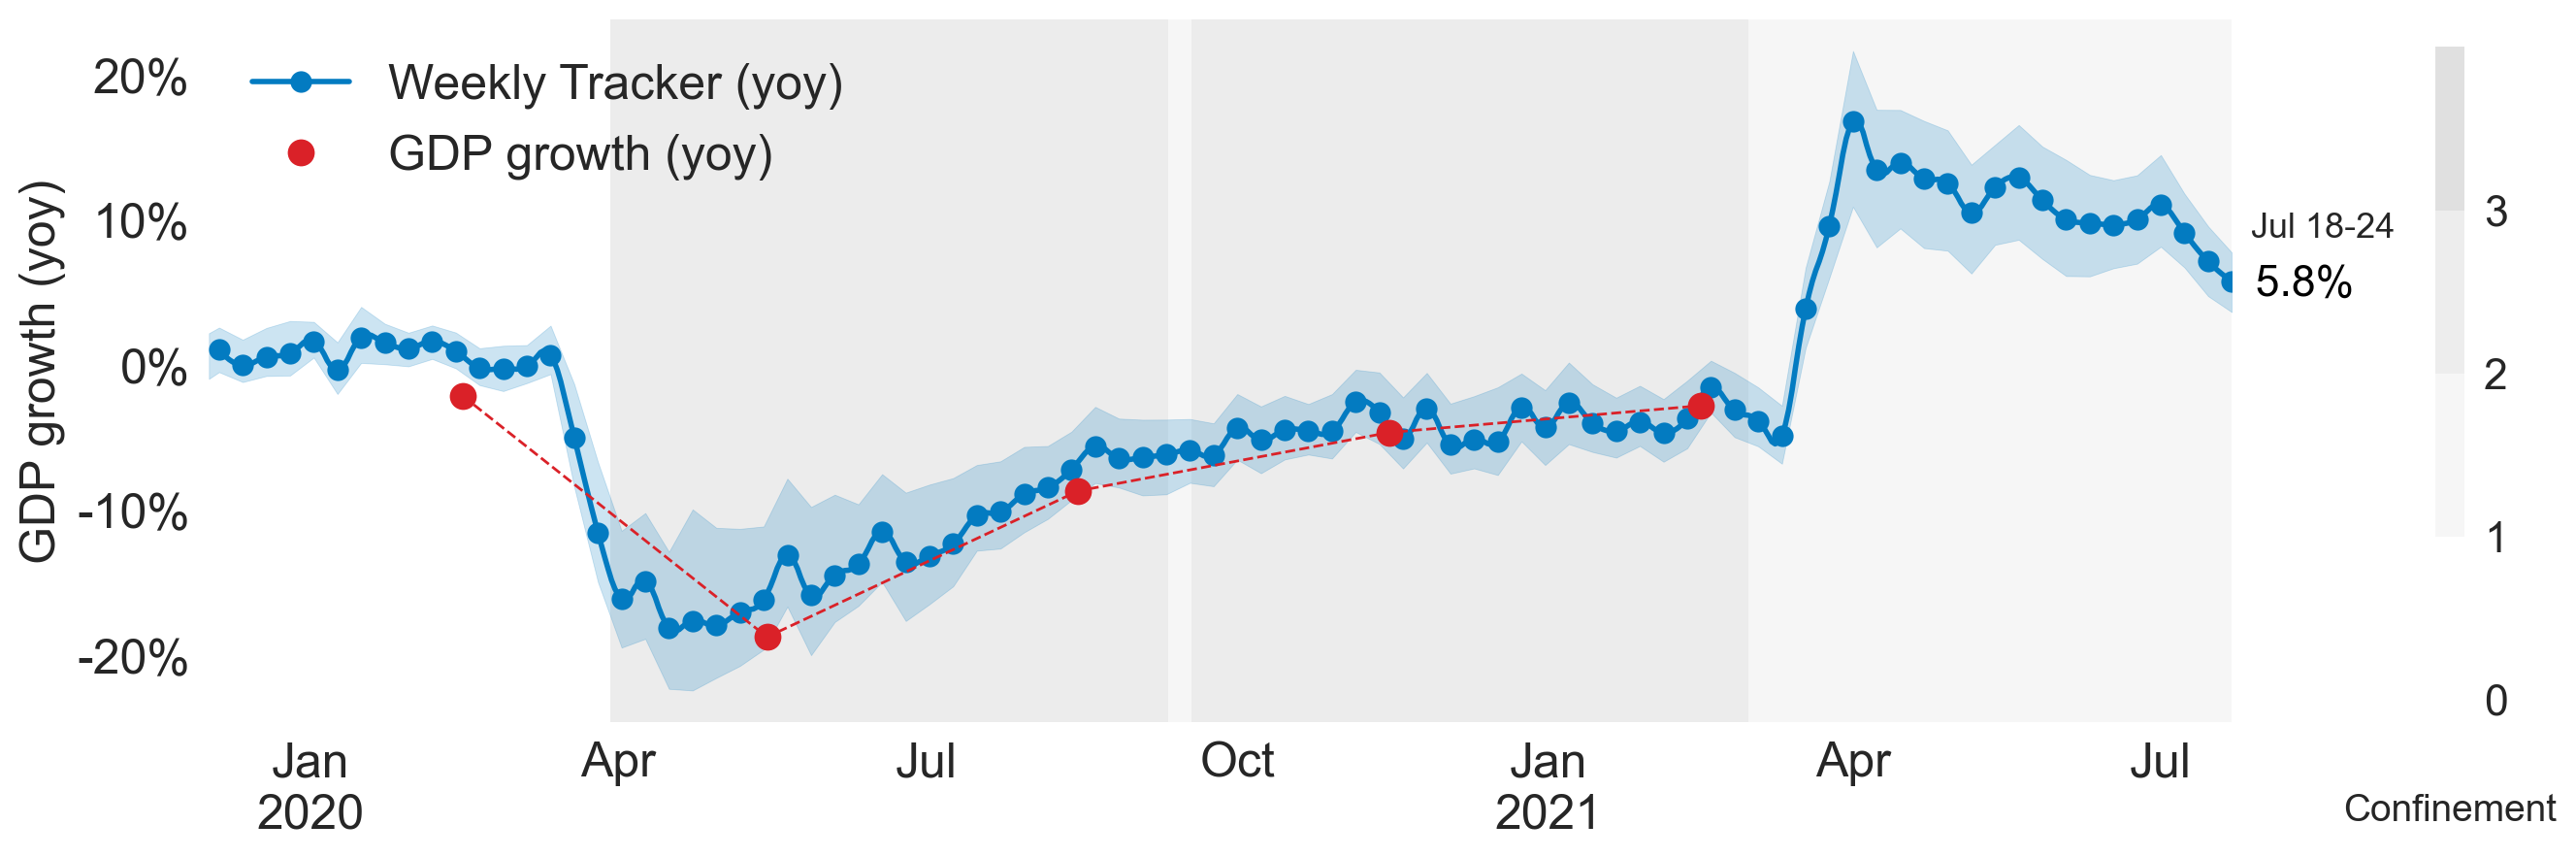 Weekly Tracker (yoy)
GDP growth (yoy)
GDP growth (yoy)
20%
10%
0%
-10%
-20%
Jan
2020
Apr
Jul
Oct
Jan
2021
Apr
Jul
Jul 18-24
5.8%
3
2
1
0
Confinement